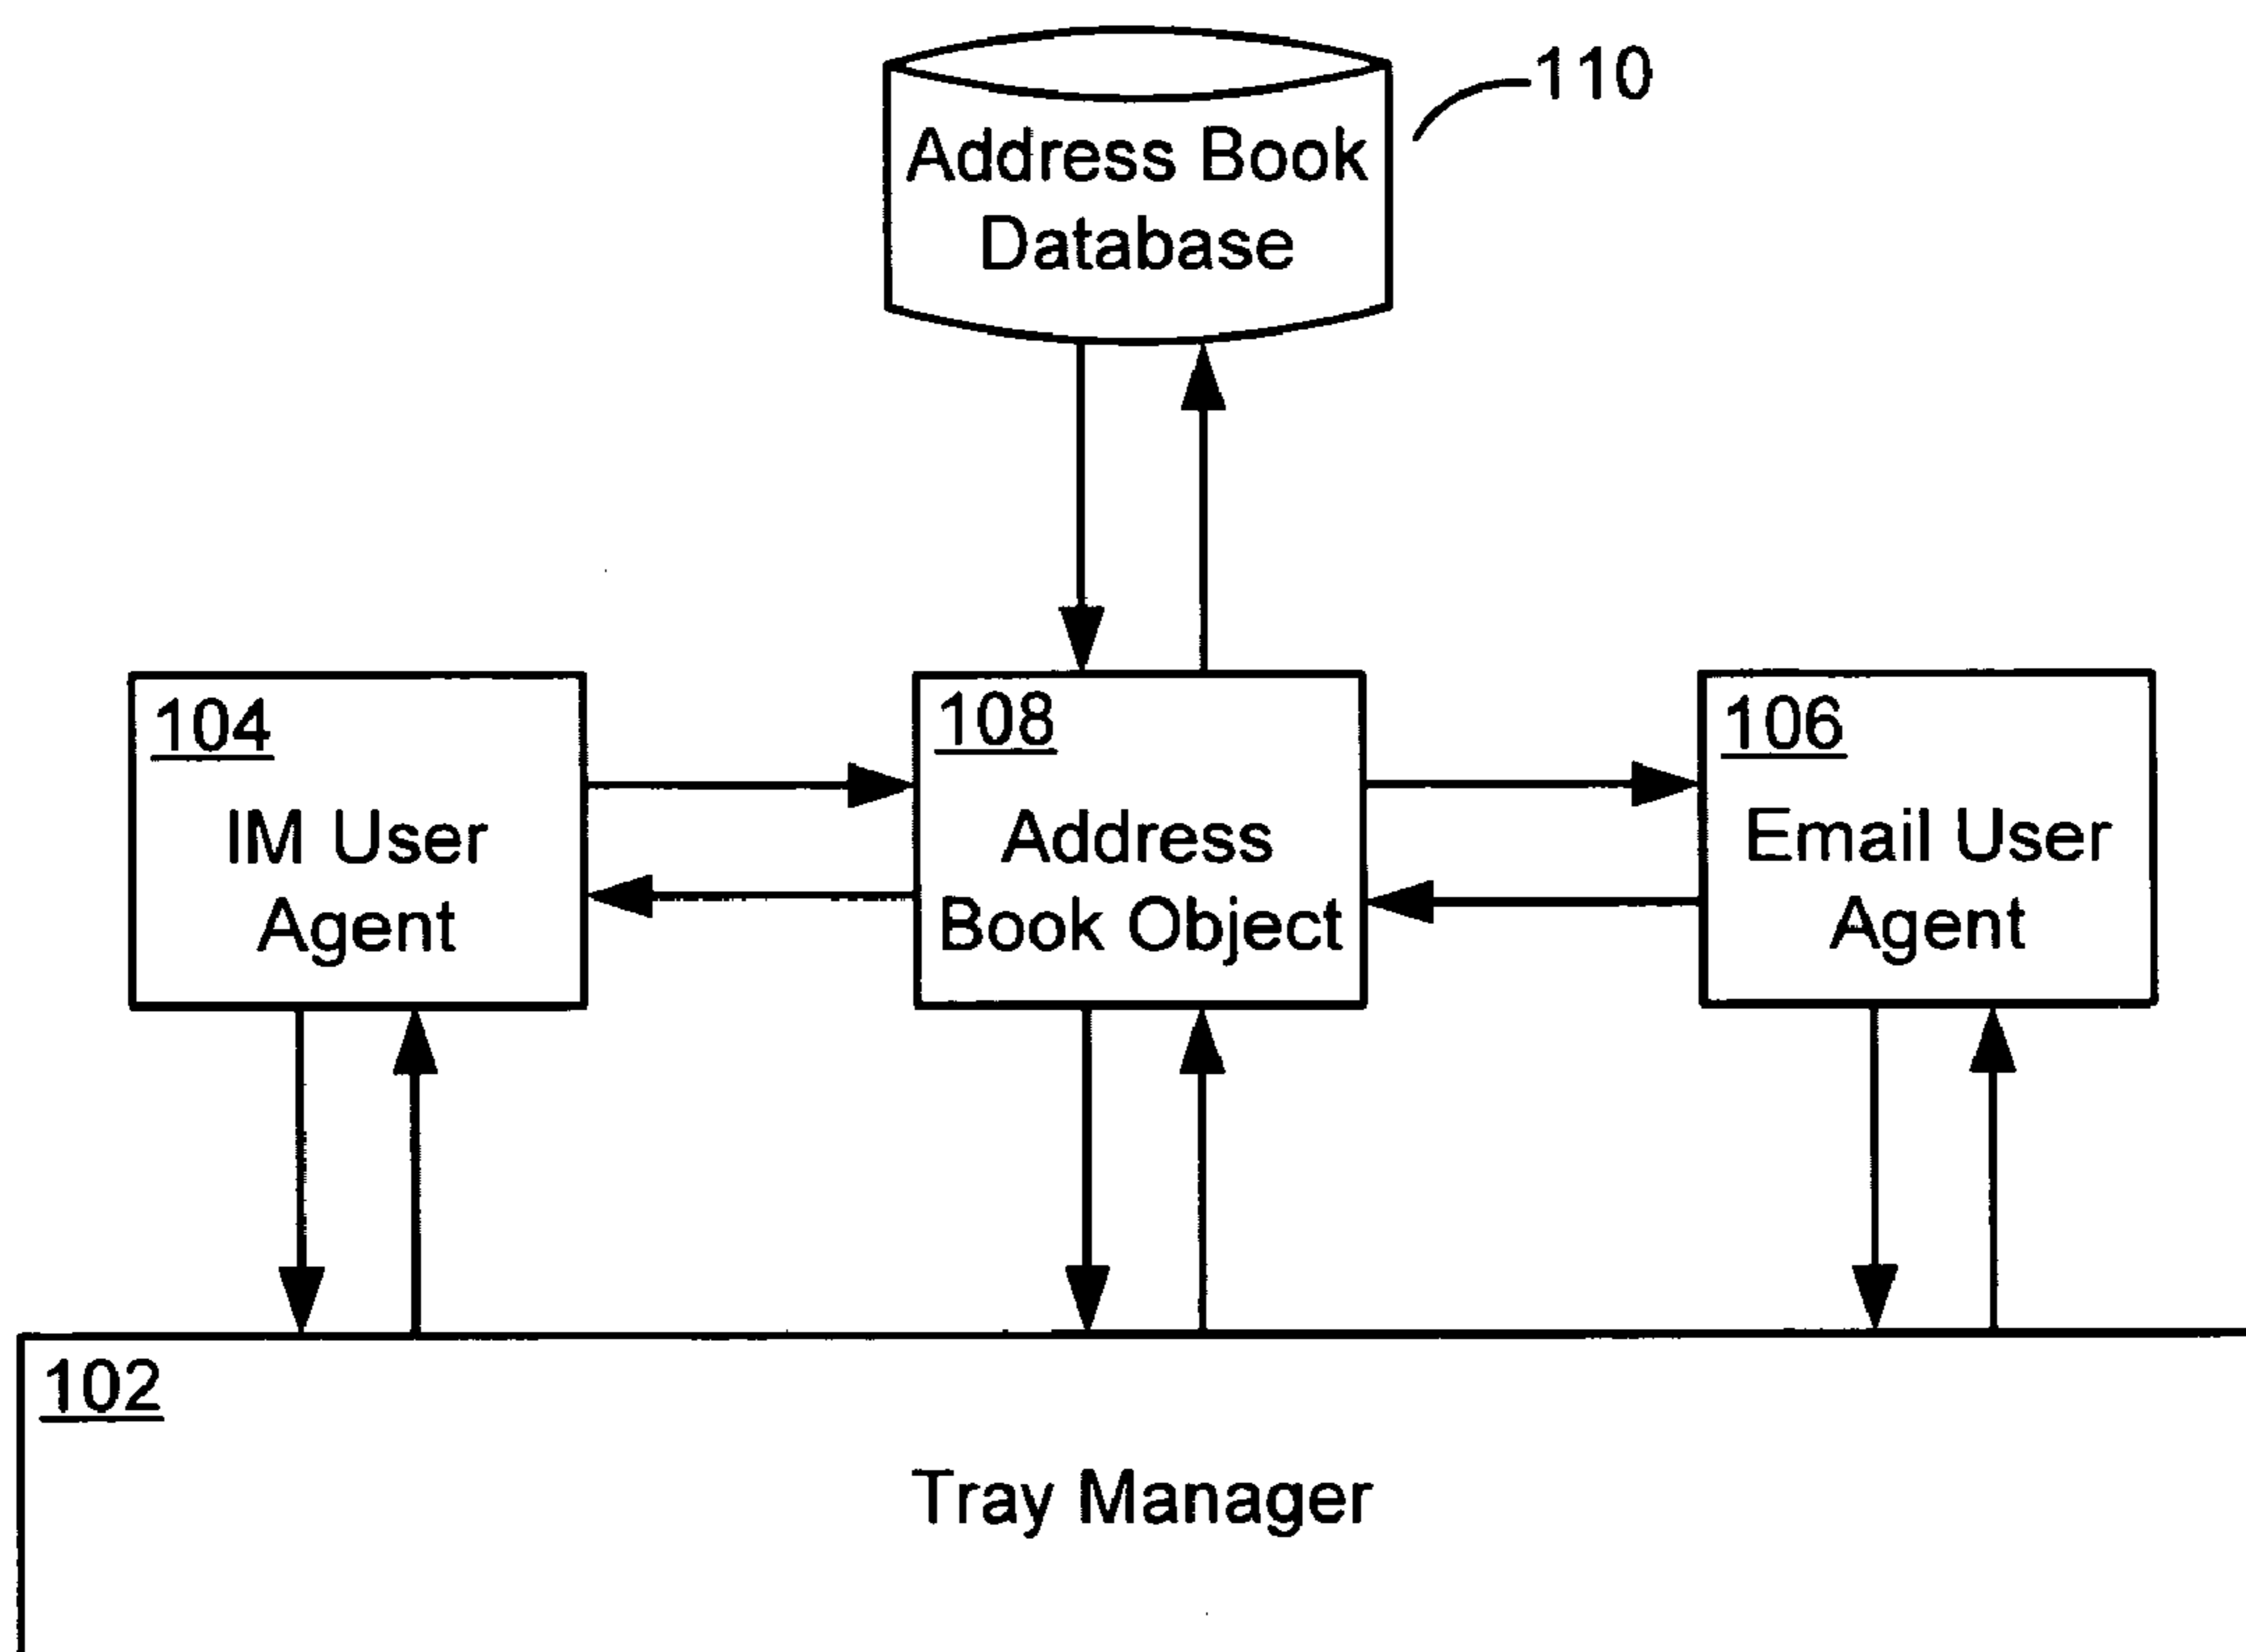 110
Address Book
Database
104
IM User
Agent
108
Address
Book Object
106
Email User
Agent
102
Tray Manager